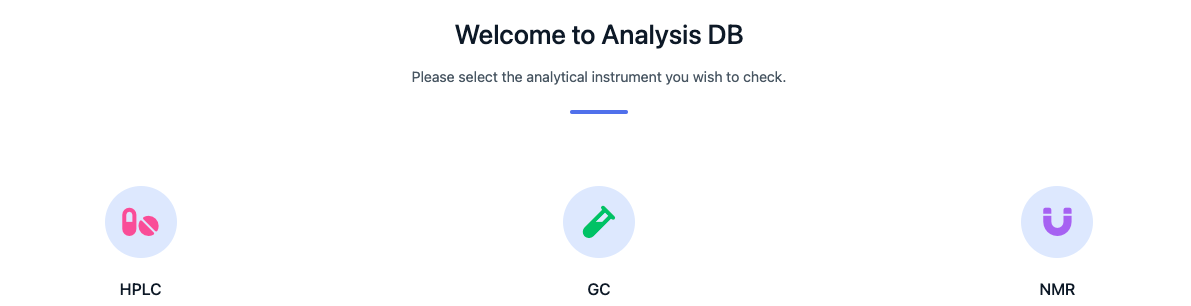 Welcome to Analysis DB
Please select the analytical instrument you wish to check.
HPLC
GC
NMR